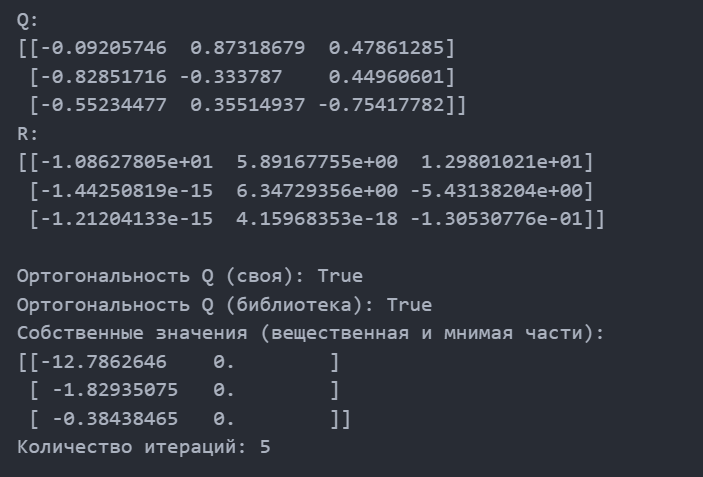 Q:
[[-0.09205746  0.87318679  0.47861285]
 [-0.82851716 -0.333787    0.44960601]
 [-0.55234477  0.35514937 -0.75417782]]
R:
[[-1.08627805e+01  5.89167755e+00  1.29801021e+01]
 [-1.44250819e-15  6.34729356e+00 -5.43138204e+00]
 [-1.21204133e-15  4.15968353e-18 -1.30530776e-01]]
Ортогональность Q (своя): True
Ортогональность Q (библиотека): True
Собственные значения (вещественная и мнимая части):
[[-12.7862646    0.        ]
 [ -1.82935075   0.        ]
 [ -0.38438465   0.        ]]
Количество итераций: 5